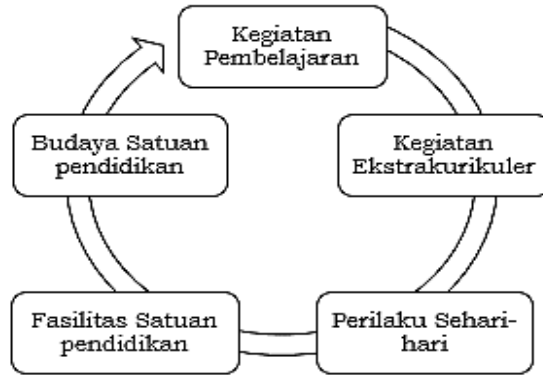 Kegiatan
Pembelajaran
Kegiatan
Ekstrakurikuler
Perilaku Sehari-
hari
Fasilitas Satuan
pendidikan
Budaya Satuan
pendidikan